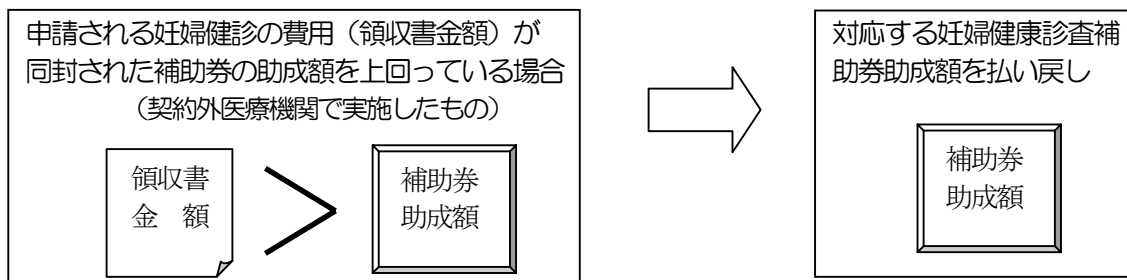 申請される妊婦健診の費用（領収書金額）が
同封された補助券の助成額を上回っている場合
（契約外医療機関で実施したもの）
領収書
金　額
＞
補助券
助成額
対応する妊婦健康診査補
助券助成額を払い戻し
補助券
助成額